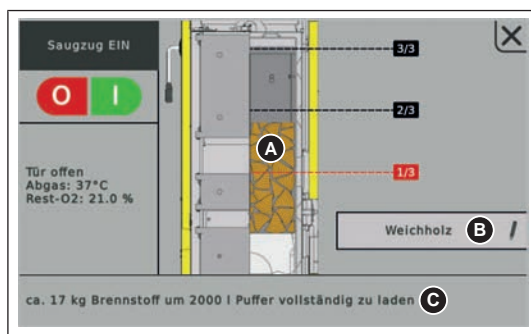 Saugzug EIN
O I
Tür offen
Abgas: 37°C
Rest-O2: 21.0 %
3/3
2/3
A
1/3
Weichholz B
ca. 17 kg Brennstoff um 2000 l Puffer vollständig zu laden C